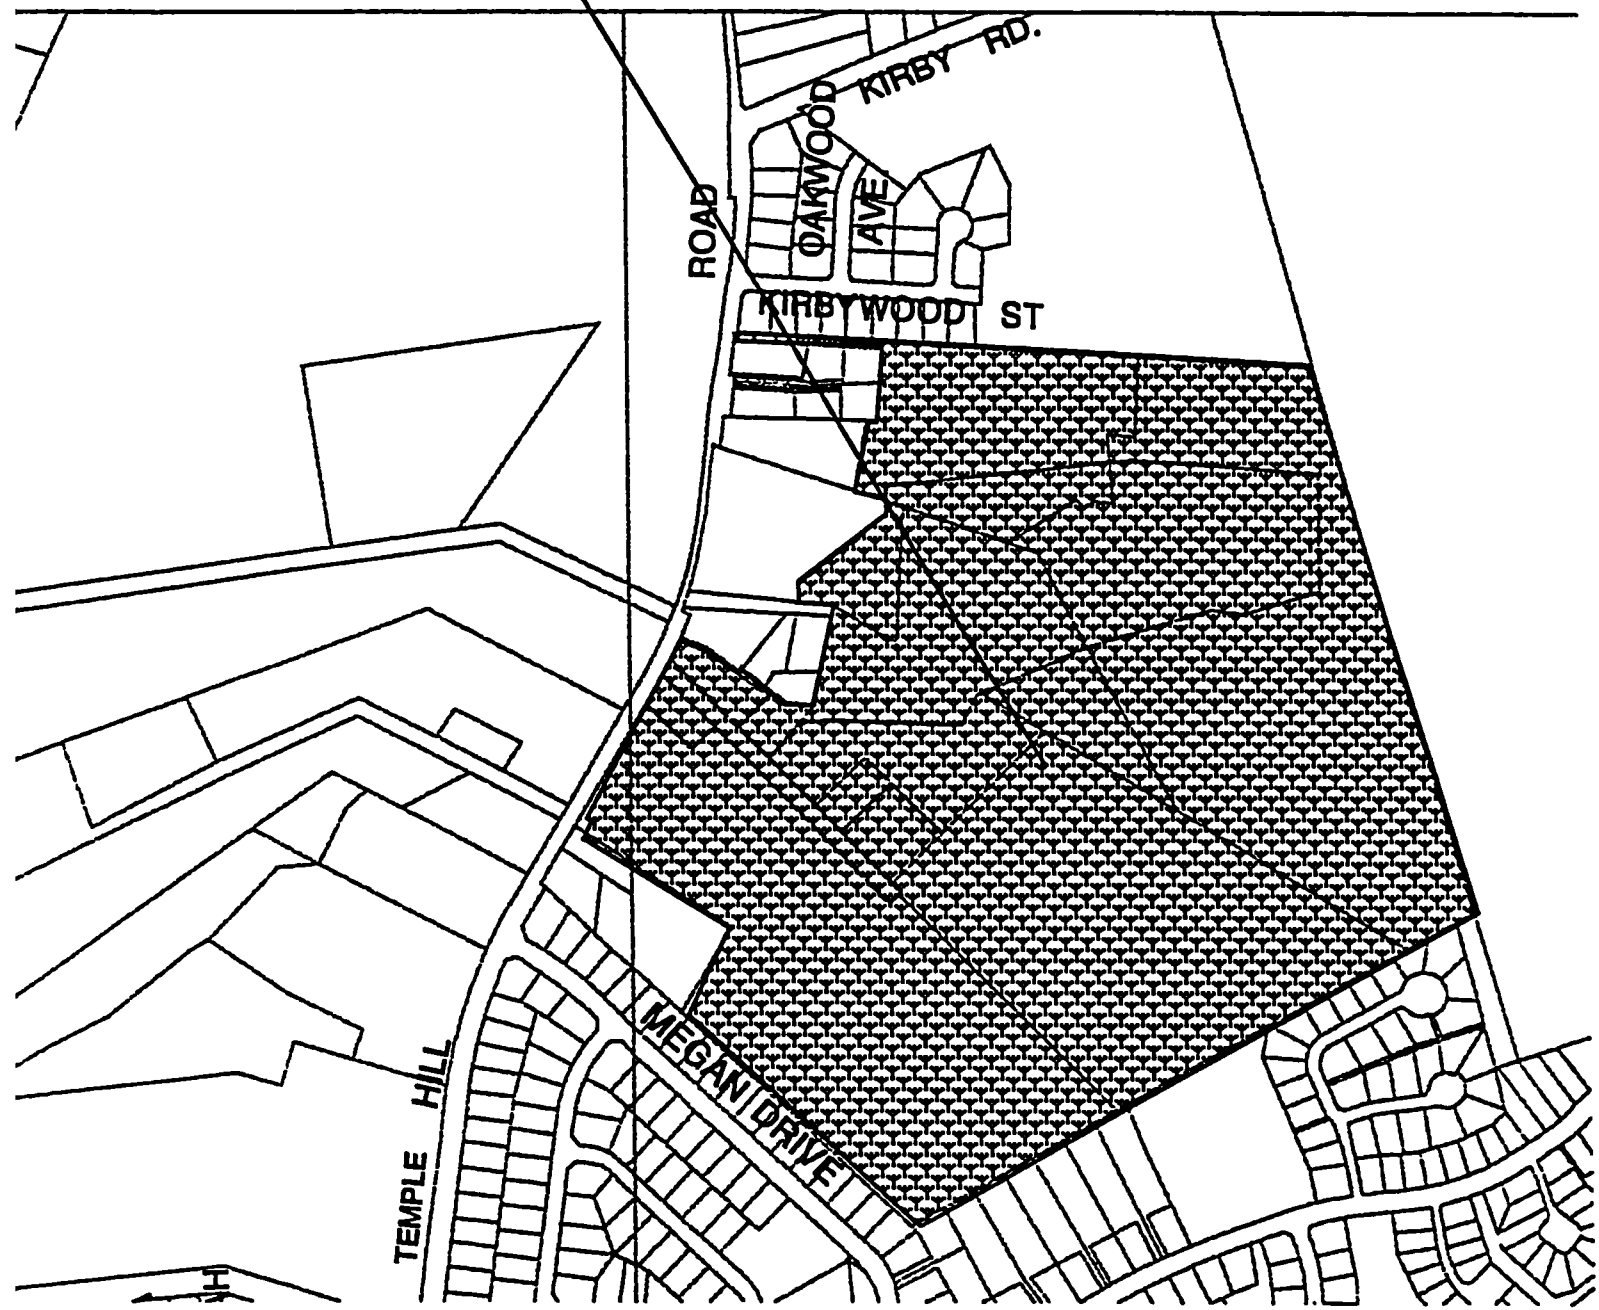 KIRBY RD.
OAKWOOD
AVE.
ROAD
KIRBYWOOD ST
MEGAN DRIVE
HILL
TEMPLE
H